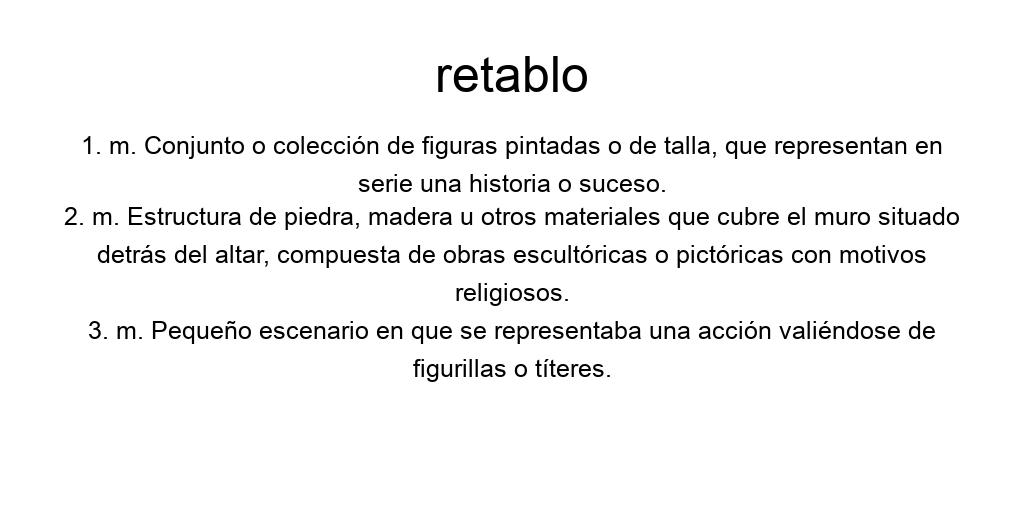 retablo
1. m. Conjunto o colección de figuras pintadas o de talla, que representan en
serie una historia o suceso.
2. m. Estructura de piedra, madera u otros materiales que cubre el muro situado
detrás del altar, compuesta de obras escultóricas o pictóricas con motivos
religiosos.
3. m. Pequeño escenario en que se representaba una acción valiéndose de
figurillas o títeres.